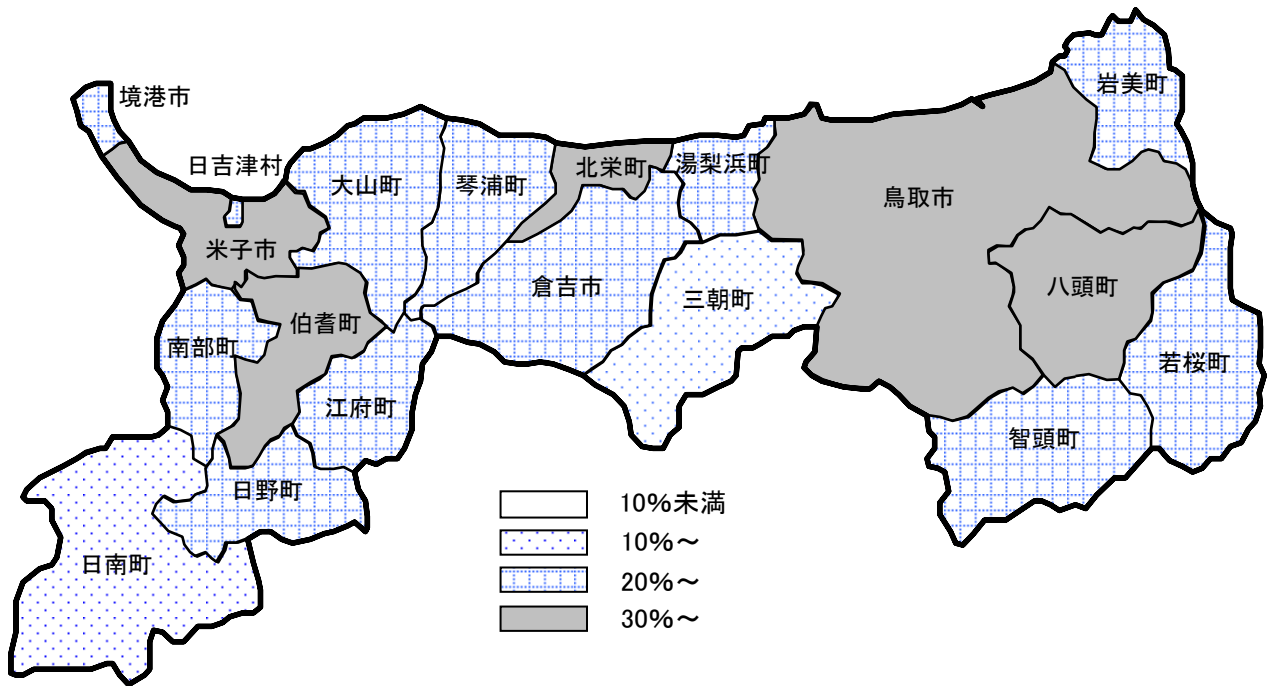 岩美町
境港市
日吉津村
大山町
琴浦町
北栄町
湯梨浜町
鳥取市
米子市
倉吉市
三朝町
八頭町
伯耆町
南部町
若桜町
江府町
智頭町
日野町
日南町
10%未満
10%～
20%～
30%～